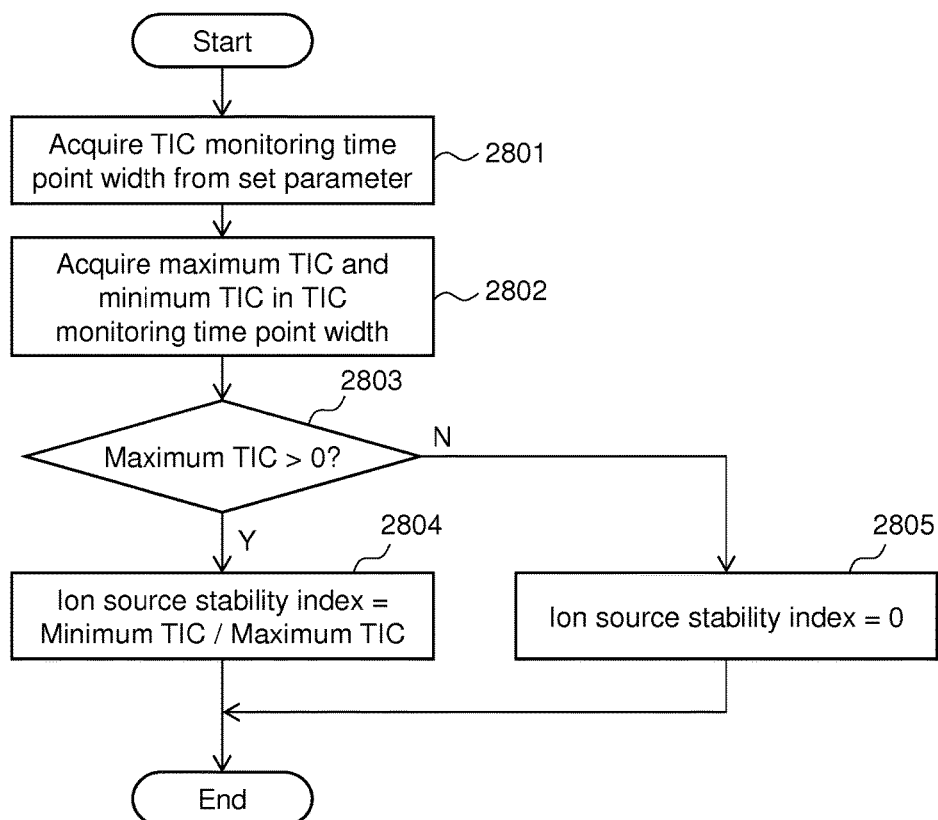 Start
Acquire TIC monitoring time
point width from set parameter
2801
Acquire maximum TIC and
minimum TIC in TIC
monitoring time point width
2802
2803
Maximum TIC > 0?
N
Y
2804
Ion source stability index =
Minimum TIC / Maximum TIC
2805
Ion source stability index = 0
End